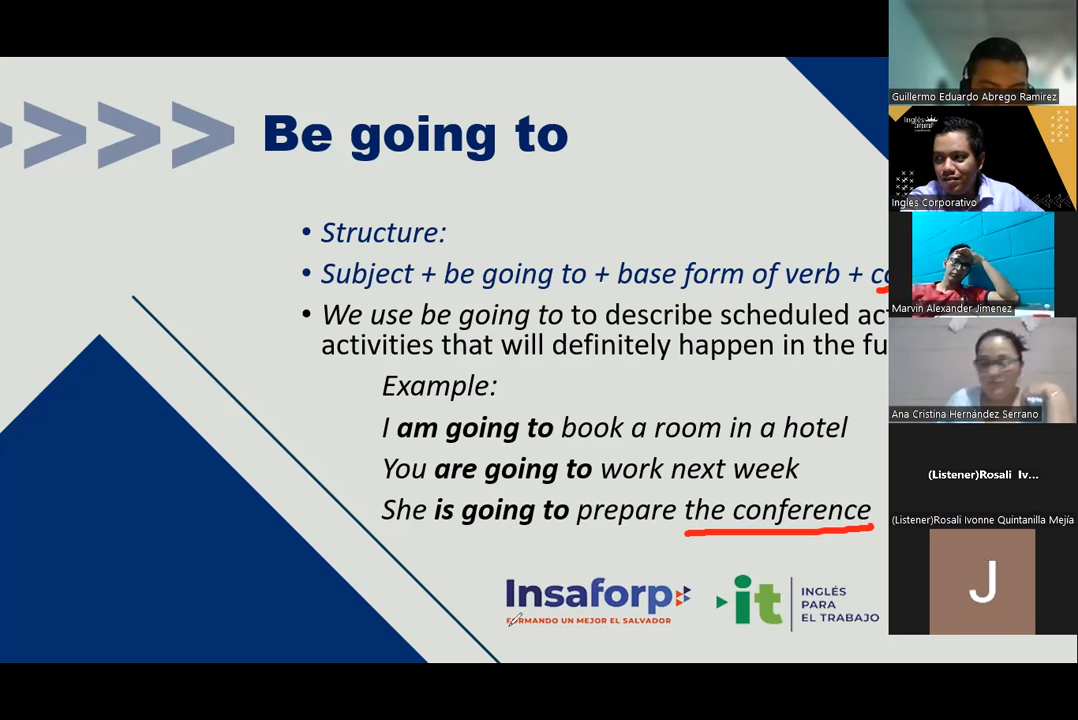 Be going to
• Structure:
• Subject + be going to + base form of verb +
• We use be going to to describe scheduled
activities that will definitely happen in the
Example:
I am going to book a room in a hotel
You are going to work next week
She is going to prepare the conference
Insaforp
FORMANDO UN MEJOR EL SALVADOR
it
INGLÉS
PARA
EL TRABAJO
Guillermo Eduardo Abrego Ramirez
Ingles Corporativo
Marvin Alexander Jimenez
Ana Cristina Hernández Serrano
(Listener)Rosali Iv...
(Listener)Rosali Ivonne Quintanilla Mejía
J